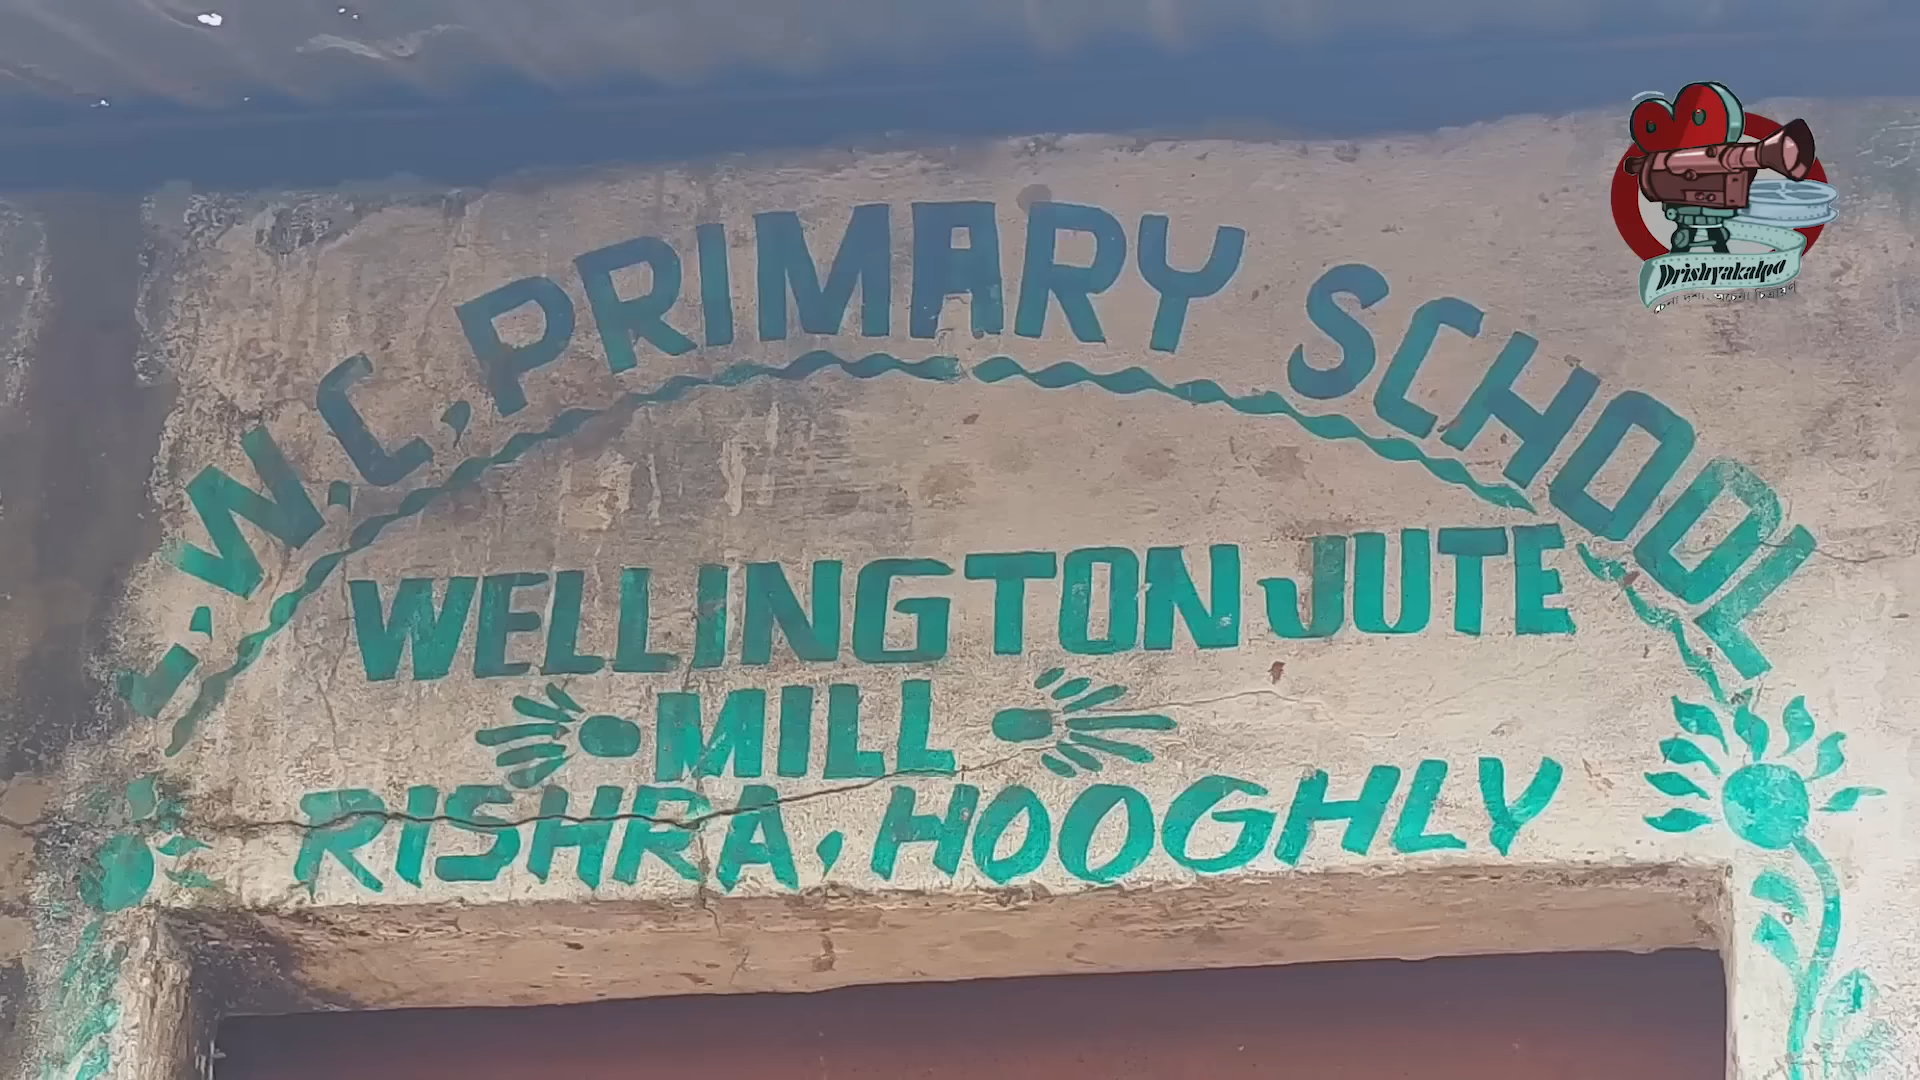 L.W.C. PRIMARY SCHOOL
WELLINGTON JUTE
MILL
RISHRA, HOOGHLY
Drishyakalpa